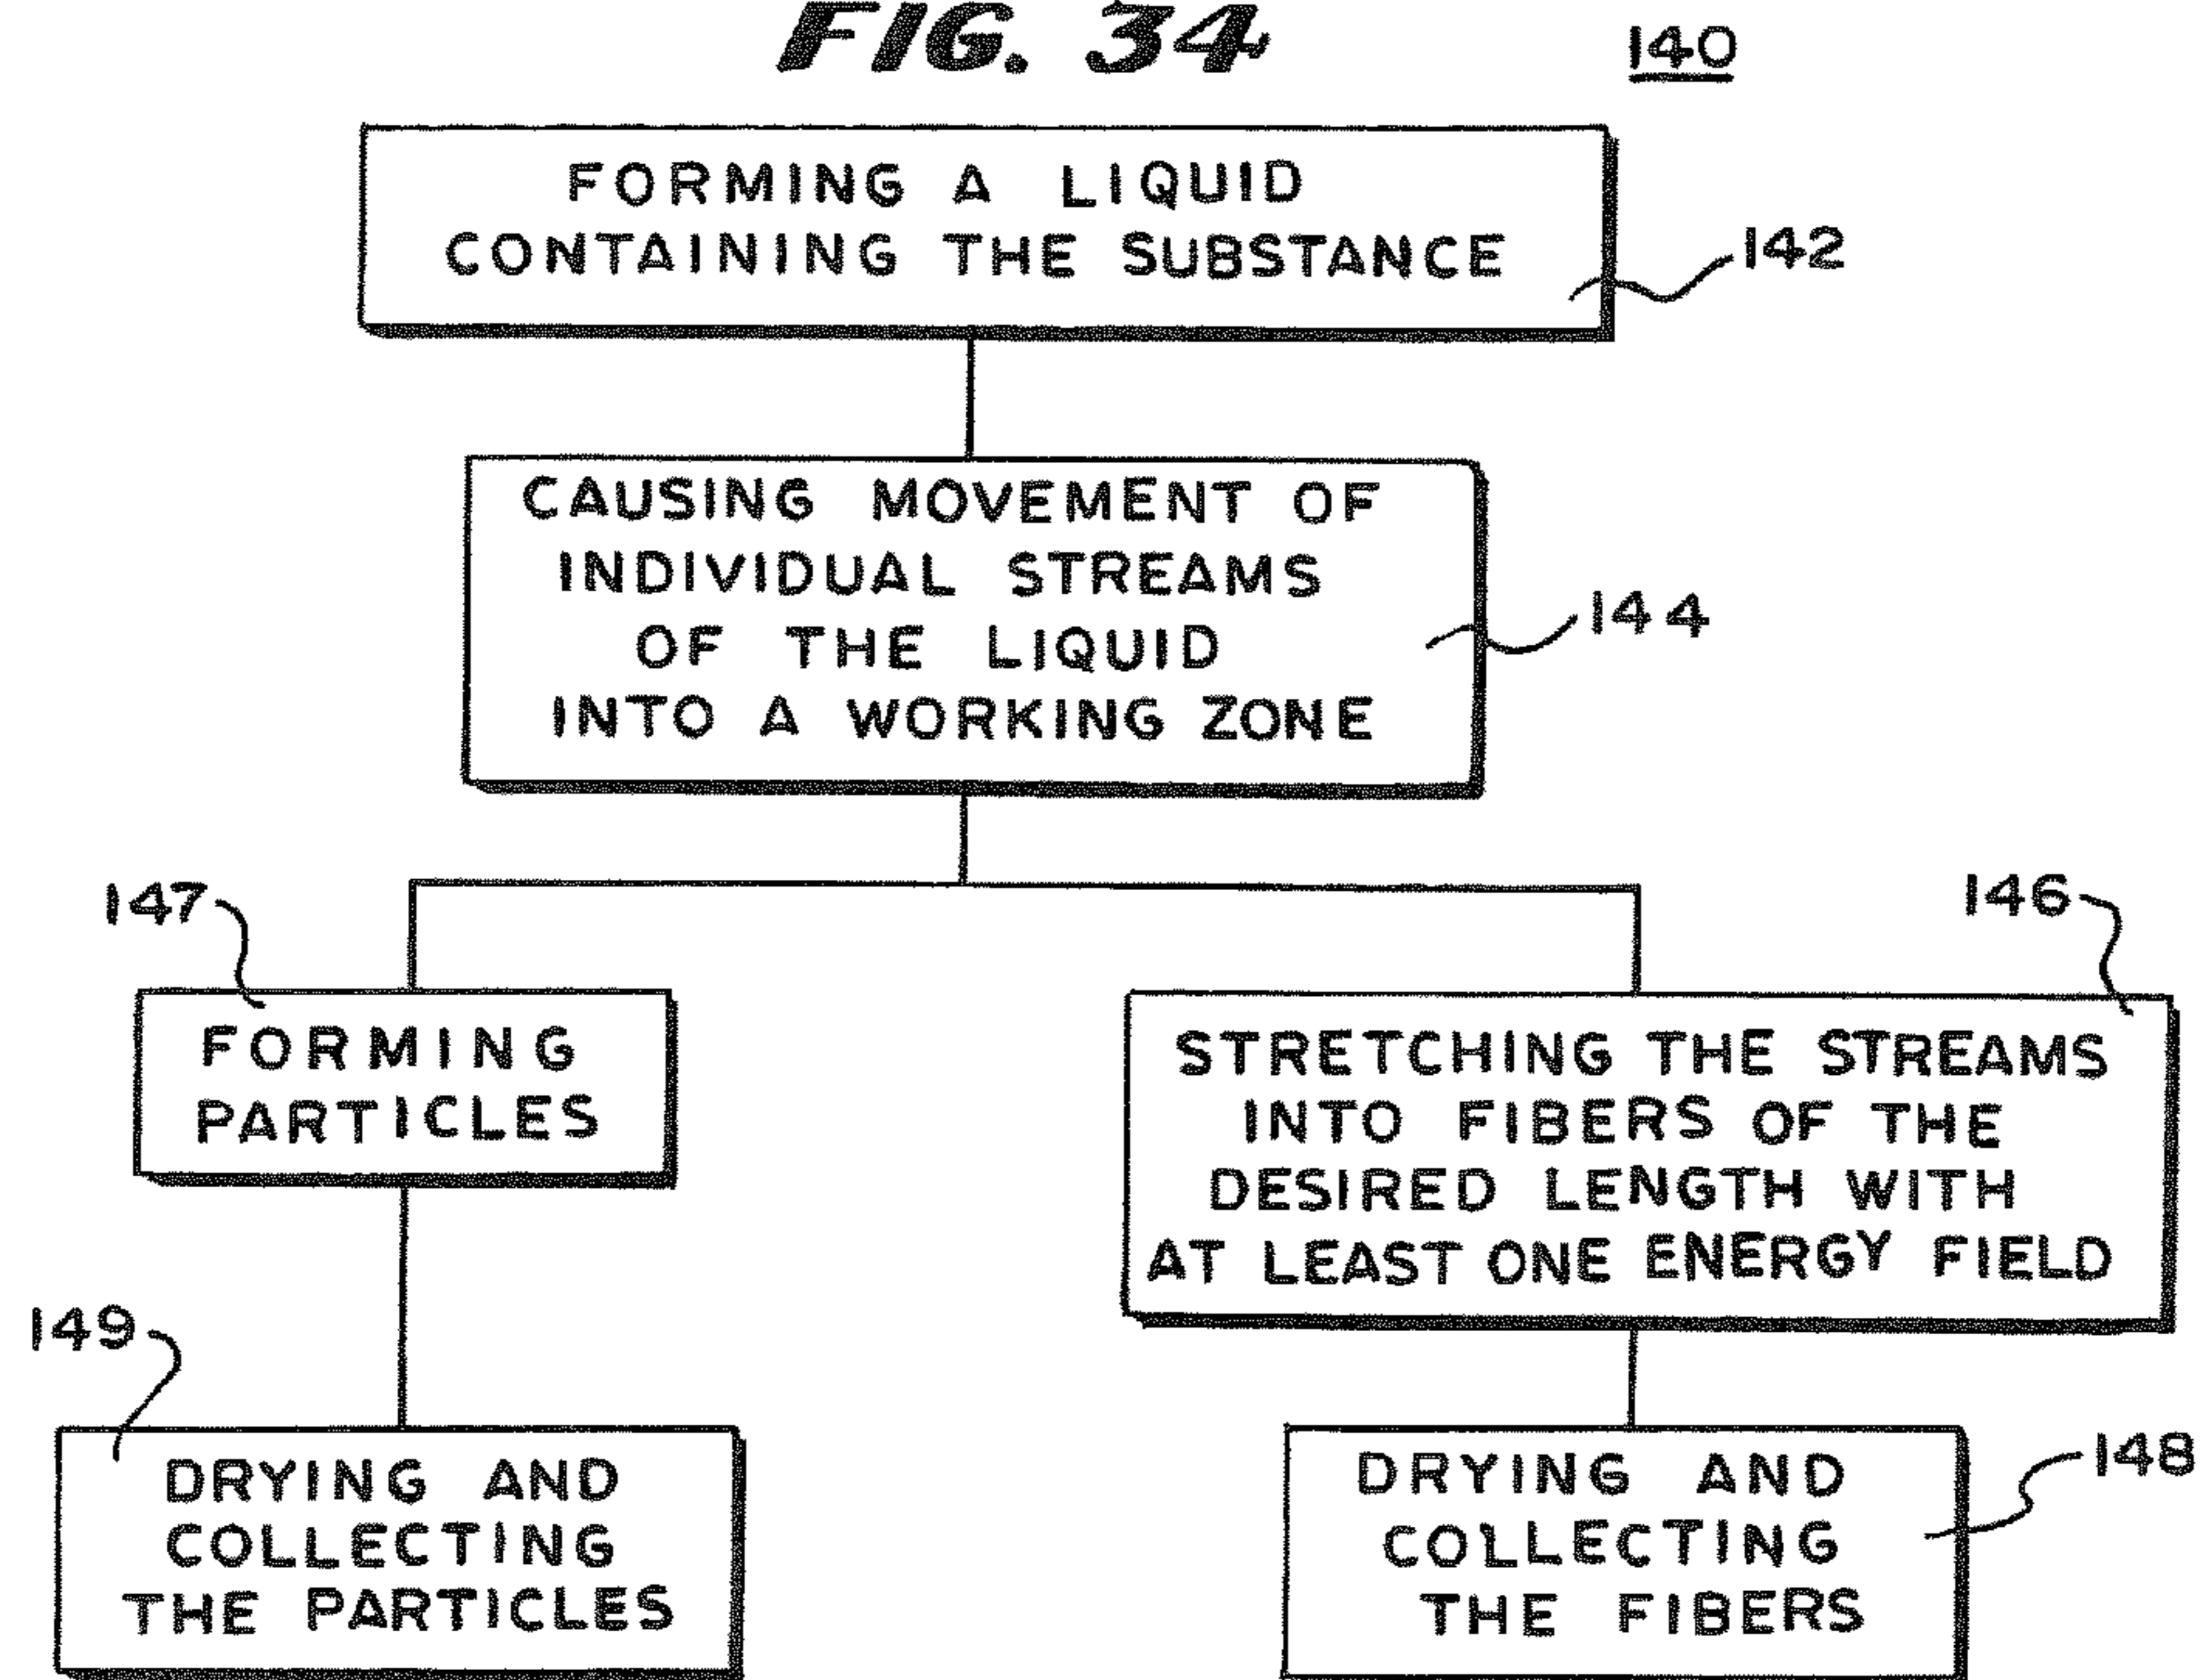 FIG. 34
140
FORMING A LIQUID
CONTAINING THE SUBSTANCE
142
CAUSING MOVEMENT OF
INDIVIDUAL STREAMS
OF THE LIQUID
INTO A WORKING ZONE
144
147
FORMING
PARTICLES
146
STRETCHING THE STREAMS
INTO FIBERS OF THE
DESIRED LENGTH WITH
AT LEAST ONE ENERGY FIELD
149
DRYING AND
COLLECTING
THE PARTICLES
DRYING AND
COLLECTING
THE FIBERS
148